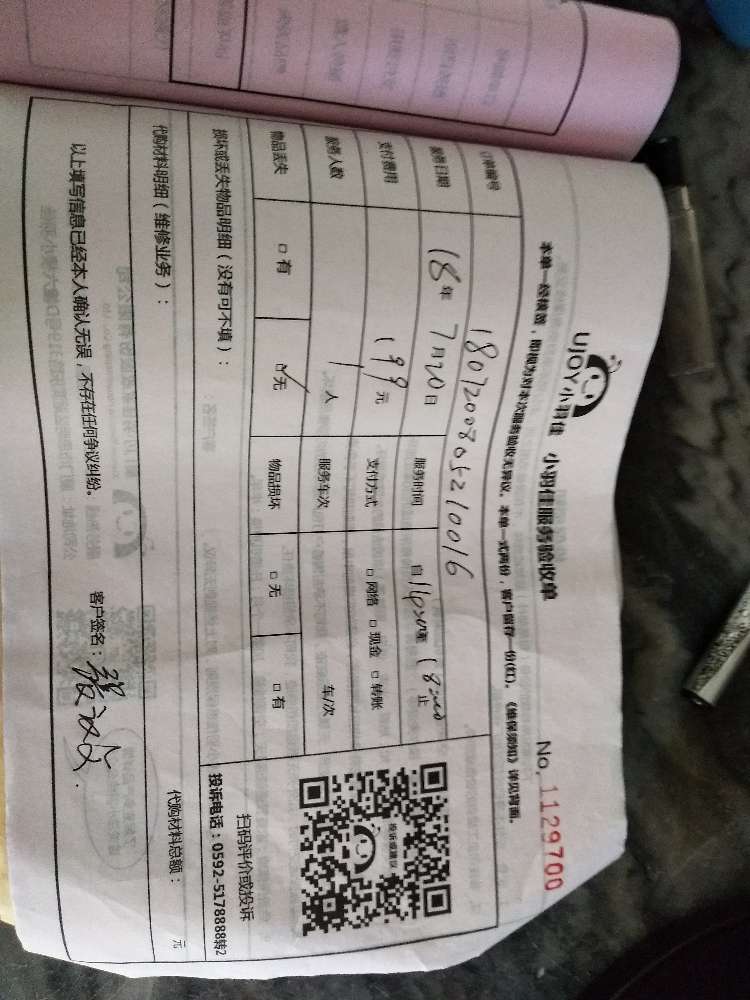 UJOY小羽佳 小羽佳服务验收单 No. 1129700
本单一经核签，即视为对本次服务验收无异议。本单一式两份，客户留存一份(红)。《维保须知》详见背面。
订单编号 1807200805210016
服务日期 18年7月20日 服务时间 自 至 18:00止
支付费用 199元 支付方式 □网络 □现金 □转账
服务人数 1人 服务车次 车/次
物品丢失 □有 □无 物品损坏 □无 □有
损坏或丢失物品明细（没有可不填）：
投诉或建议
扫码评价或投诉
投诉电话：0592-5178888转2
代购材料明细（维修业务）： 代购材料总额： 元
以上填写信息已经本人确认无误，不存在任何争议纠纷。 客户签名：